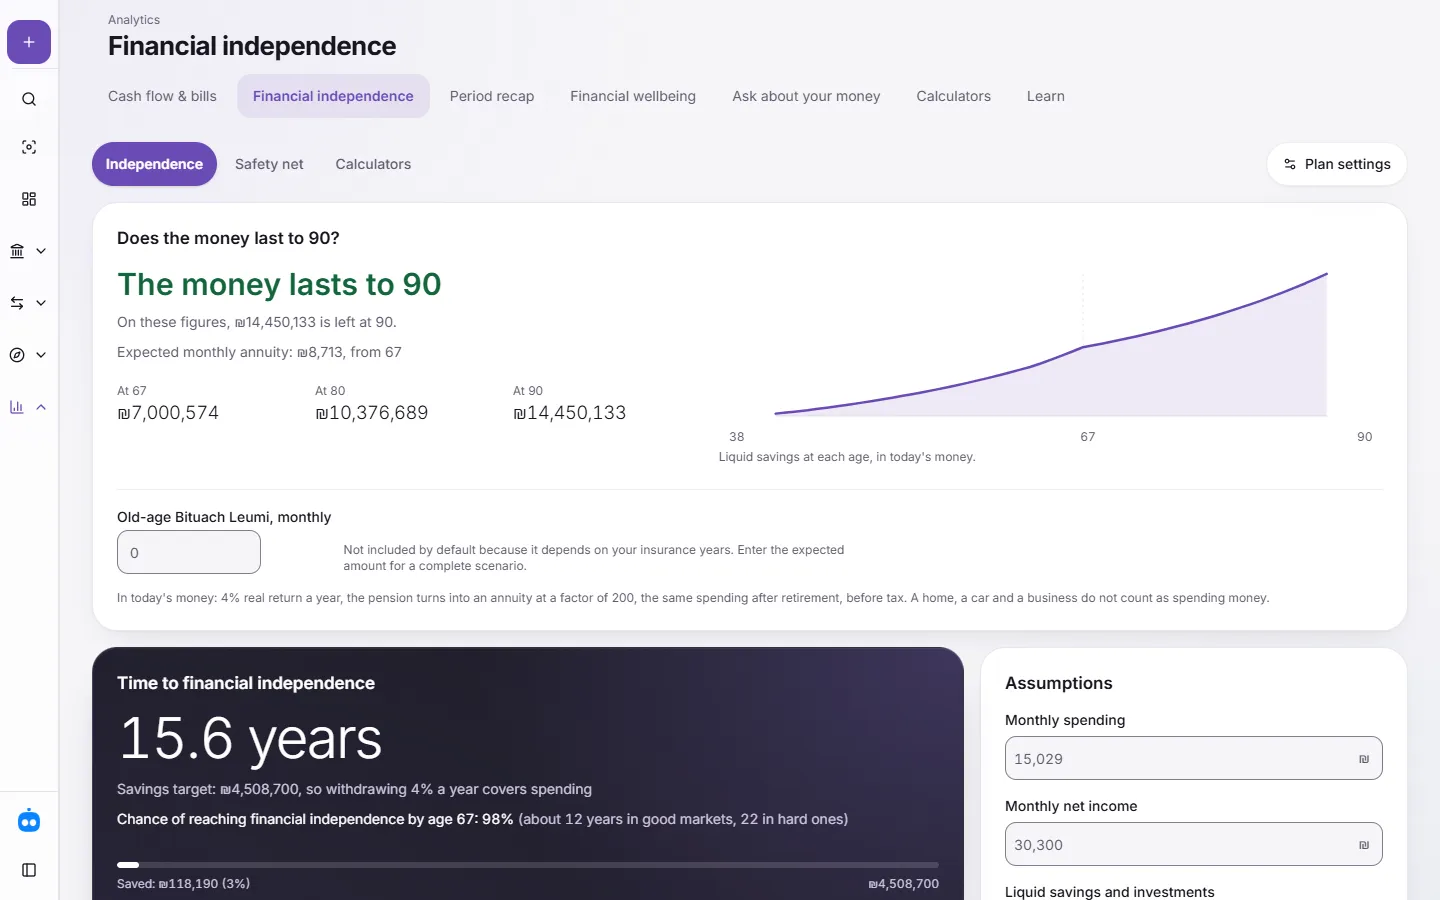 Analytics
Financial independence
Cash flow & bills
Financial independence
Period recap
Financial wellbeing
Ask about your money
Calculators
Learn
Independence
Safety net
Calculators
Plan settings
Does the money last to 90?
The money lasts to 90
On these figures, ₪14,450,133 is left at 90.
Expected monthly annuity: ₪8,713, from 67
At 67
At 80
At 90
₪7,000,574
₪10,376,689
₪14,450,133
38
67
90
Liquid savings at each age, in today's money.
Old-age Bituach Leumi, monthly
0
Not included by default because it depends on your insurance years. Enter the expected
amount for a complete scenario.
In today's money: 4% real return a year, the pension turns into an annuity at a factor of 200, the same spending after retirement, before tax. A home, a car and a business do not count as spending money.
Time to financial independence
15.6 years
Savings target: ₪4,508,700, so withdrawing 4% a year covers spending
Chance of reaching financial independence by age 67: 98% (about 12 years in good markets, 22 in hard ones)
Saved: ₪118,190 (3%)
₪4,508,700
Assumptions
Monthly spending
15,029 ₪
Monthly net income
30,300 ₪
Liquid savings and investments